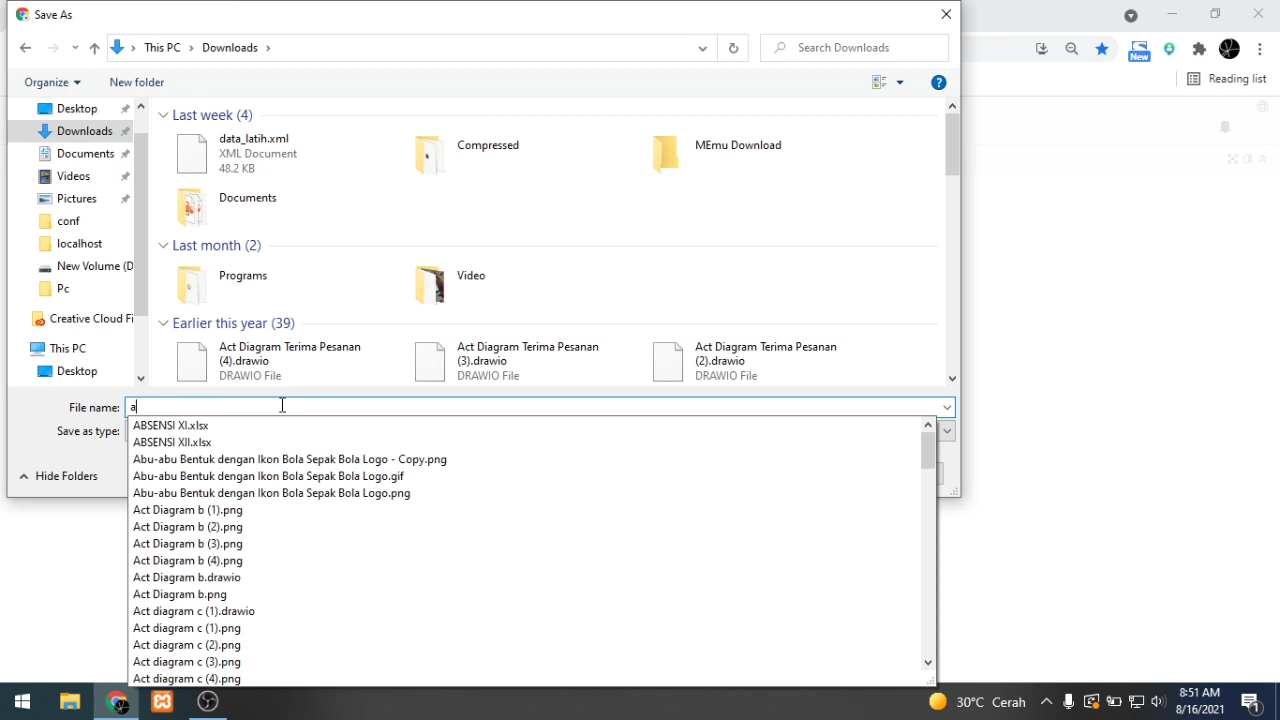 Save As
This PC
Downloads
Search Downloads
New
Organize
New folder
Reading list
Desktop
Downloads
Documents
Videos
Pictures
conf
localhost
New Volume (D
Pc
Creative Cloud Fi
This PC
Desktop
Last week (4)
data_latih.xml
XML Document
48.2 KB
Compressed
MEmu Download
Documents
Last month (2)
Programs
Video
Earlier this year (39)
Act Diagram Terima Pesanan
(4).drawio
DRAWIO File
Act Diagram Terima Pesanan
(3).drawio
DRAWIO File
Act Diagram Terima Pesanan
(2).drawio
DRAWIO File
File name:
a
Save as type:
Hide Folders
ABSENSI XI.xlsx
ABSENSI XII.xlsx
Abu-abu Bentuk dengan Ikon Bola Sepak Bola Logo - Copy.png
Abu-abu Bentuk dengan Ikon Bola Sepak Bola Logo.gif
Abu-abu Bentuk dengan Ikon Bola Sepak Bola Logo.png
Act Diagram b (1).png
Act Diagram b (2).png
Act Diagram b (3).png
Act Diagram b (4).png
Act Diagram b.drawio
Act Diagram b.png
Act diagram c (1).drawio
Act diagram c (1).png
Act diagram c (2).png
Act diagram c (3).png
Act diagram c (4).png
30°C Cerah
8:51 AM
8/16/2021
1